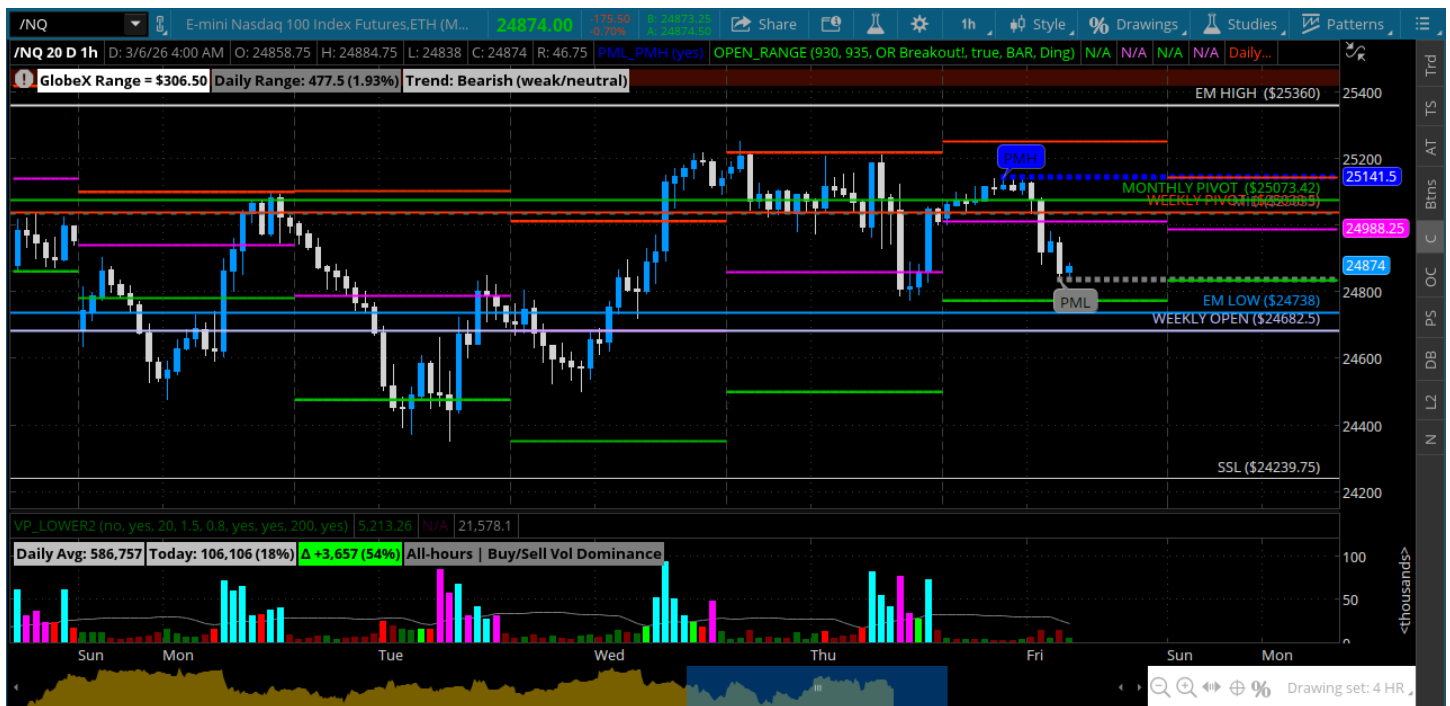 /NQ E-mini Nasdaq 100 Index Futures,ETH (M... 24874.00 -175.50 -0.70% B: 24873.25 A: 24874.50 Share 1h Style % Drawings Studies Patterns
/NQ 20 D 1h D: 3/6/26 4:00 AM O: 24858.75 H: 24884.75 L: 24838 C: 24874 R: 46.75 PML_PMH (yes) OPEN_RANGE (930, 935, OR Breakout!, true, BAR, Ding) N/A N/A N/A N/A Daily...
GlobeX Range = $306.50 Daily Range: 477.5 (1.93%) Trend: Bearish (weak/neutral)
EM HIGH ($25360)
25400
25200
PMH
25141.5
MONTHLY PIVOT ($25073.42)
WEEKLY PIVOT
24988.25
24874
24800
PML
EM LOW ($24738)
WEEKLY OPEN ($24682.5)
24600
24400
SSL ($24239.75)
24200
VP_LOWER2 (no, yes, 20, 1.5, 0.8, yes, yes, 200, yes) 5,213.26 N/A 21,578.1
Daily Avg: 586,757 Today: 106,106 (18%) Δ +3,657 (54%) All-hours | Buy/Sell Vol Dominance
100
50
0
<thousands>
Sun Mon Tue Wed Thu Fri Sun Mon
% Drawing set: 4 HR
Trd
TS
AT
Btns
C
OC
PS
DB
L2
N